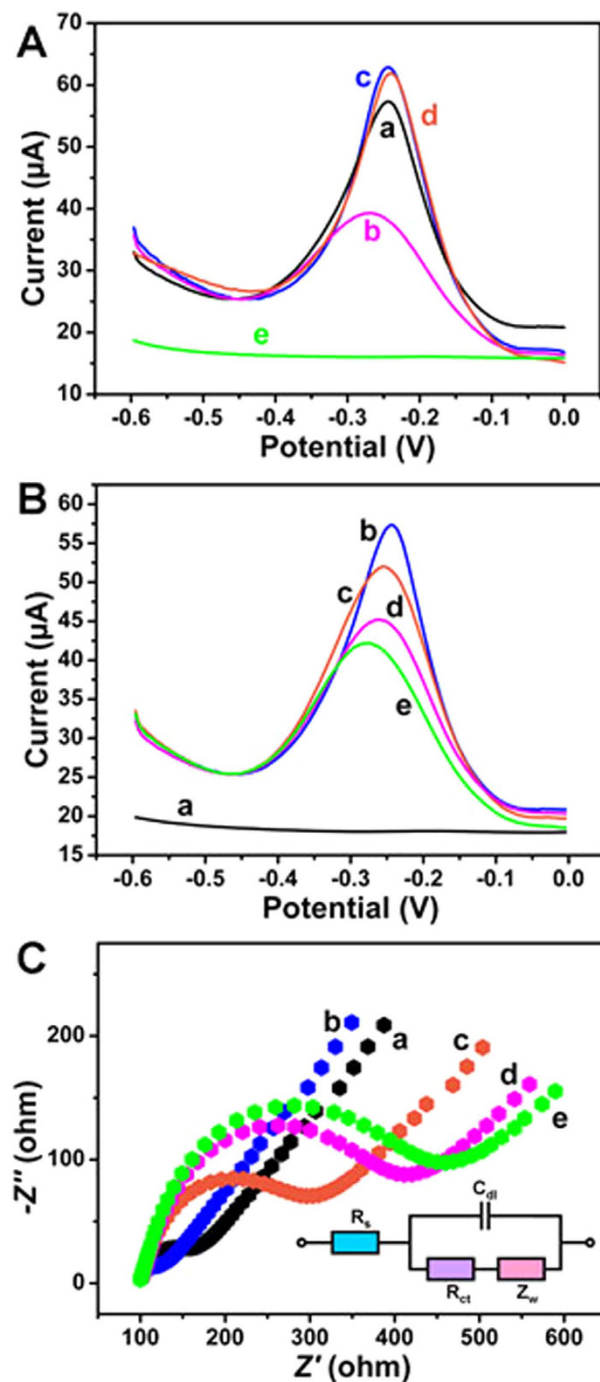 A
70
60
50
40
30
20
10
Current (µA)
c
d
a
b
e
-0.6
-0.5
-0.4
-0.3
-0.2
-0.1
0.0
Potential (V)
B
60
55
50
45
40
35
30
25
20
15
Current (µA)
b
c
d
e
a
-0.6
-0.5
-0.4
-0.3
-0.2
-0.1
0.0
Potential (V)
C
200
100
0
-Z'' (ohm)
b
a
c
d
e
Rs
Cdl
Rct
Zw
100
200
300
400
500
600
Z' (ohm)